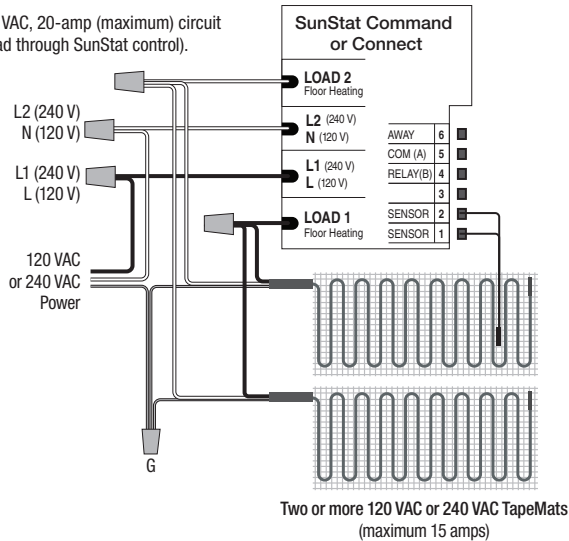 VAC, 20-amp (maximum) circuit
through SunStat control).
SunStat Command
or Connect
LOAD 2
Floor Heating
L2 (240 V)
N (120 V)
L2 (240 V)
N (120 V)
L1 (240 V)
L (120 V)
L1 (240 V)
L (120 V)
LOAD 1
Floor Heating
AWAY 6
COM (A) 5
RELAY(B) 4
3
SENSOR 2
SENSOR 1
120 VAC
or 240 VAC
Power
G
Two or more 120 VAC or 240 VAC TapeMats
(maximum 15 amps)